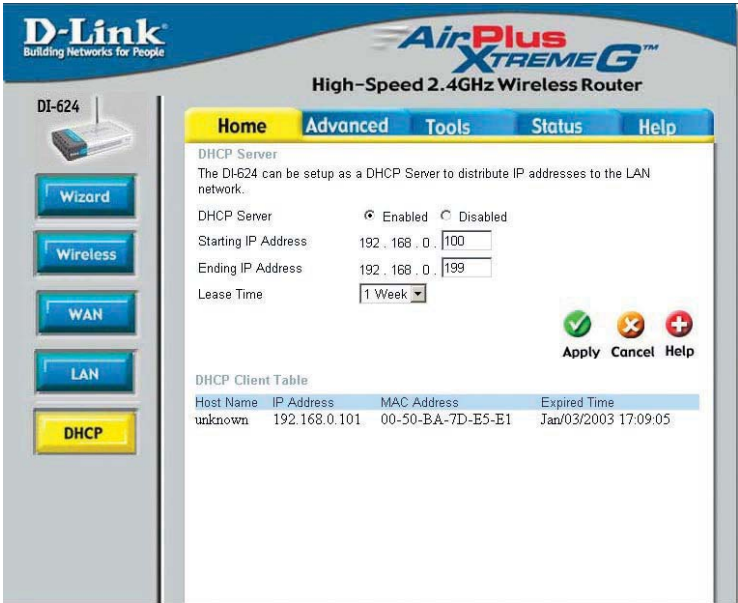 D-Link
Building Networks for People
AirPlus
XTREME G™
High-Speed 2.4GHz Wireless Router
DI-624
Home Advanced Tools Status Help
Wizard
Wireless
WAN
LAN
DHCP
DHCP Server
The DI-624 can be setup as a DHCP Server to distribute IP addresses to the LAN
network.
DHCP Server Enabled Disabled
Starting IP Address 192 . 168 . 0 . 100
Ending IP Address 192 . 168 . 0 . 199
Lease Time 1 Week
Apply Cancel Help
DHCP Client Table
Host Name IP Address MAC Address Expired Time
unknown 192.168.0.101 00-50-BA-7D-E5-E1 Jan/03/2003 17:09:05